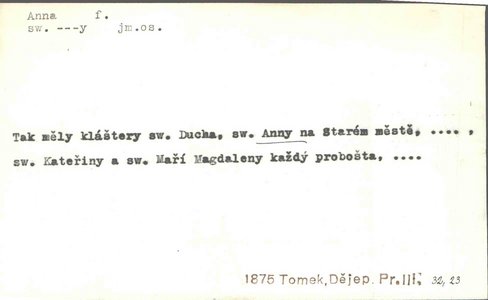 Anna f.
sw. ---y jm.os.
Tak měly kláštery sw. Ducha, sw. Anny na Starém městě, .... ,
sw. Kateřiny a sw. Maří Magdaleny každý probošta, ....
1875 Tomek, Dějep. Pr.III. 32, 23